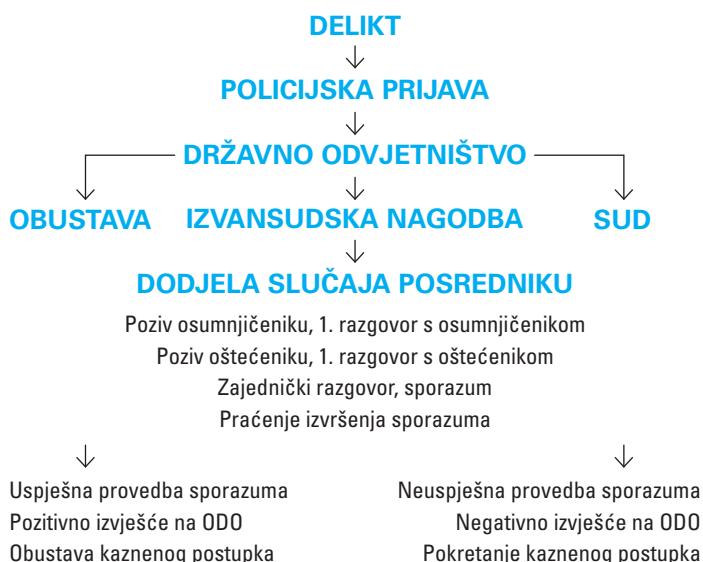 DELIKT
POLICIJSKA PRIJAVA
DRŽAVNO ODVJETNIŠTVO
OBUSTAVA IZVANSUDSKA NAGODBA SUD
DODJELA SLUČAJA POSREDNIKU
Poziv osumnjičeniku, 1. razgovor s osumnjičenikom
Poziv oštećeniku, 1. razgovor s oštećenikom
Zajednički razgovor, sporazum
Praćenje izvršenja sporazuma
Uspješna provedba sporazuma
Pozitivno izvješće na ODO
Obustava kaznenog postupka
Neuspješna provedba sporazuma
Negativno izvješće na ODO
Pokretanje kaznenog postupka